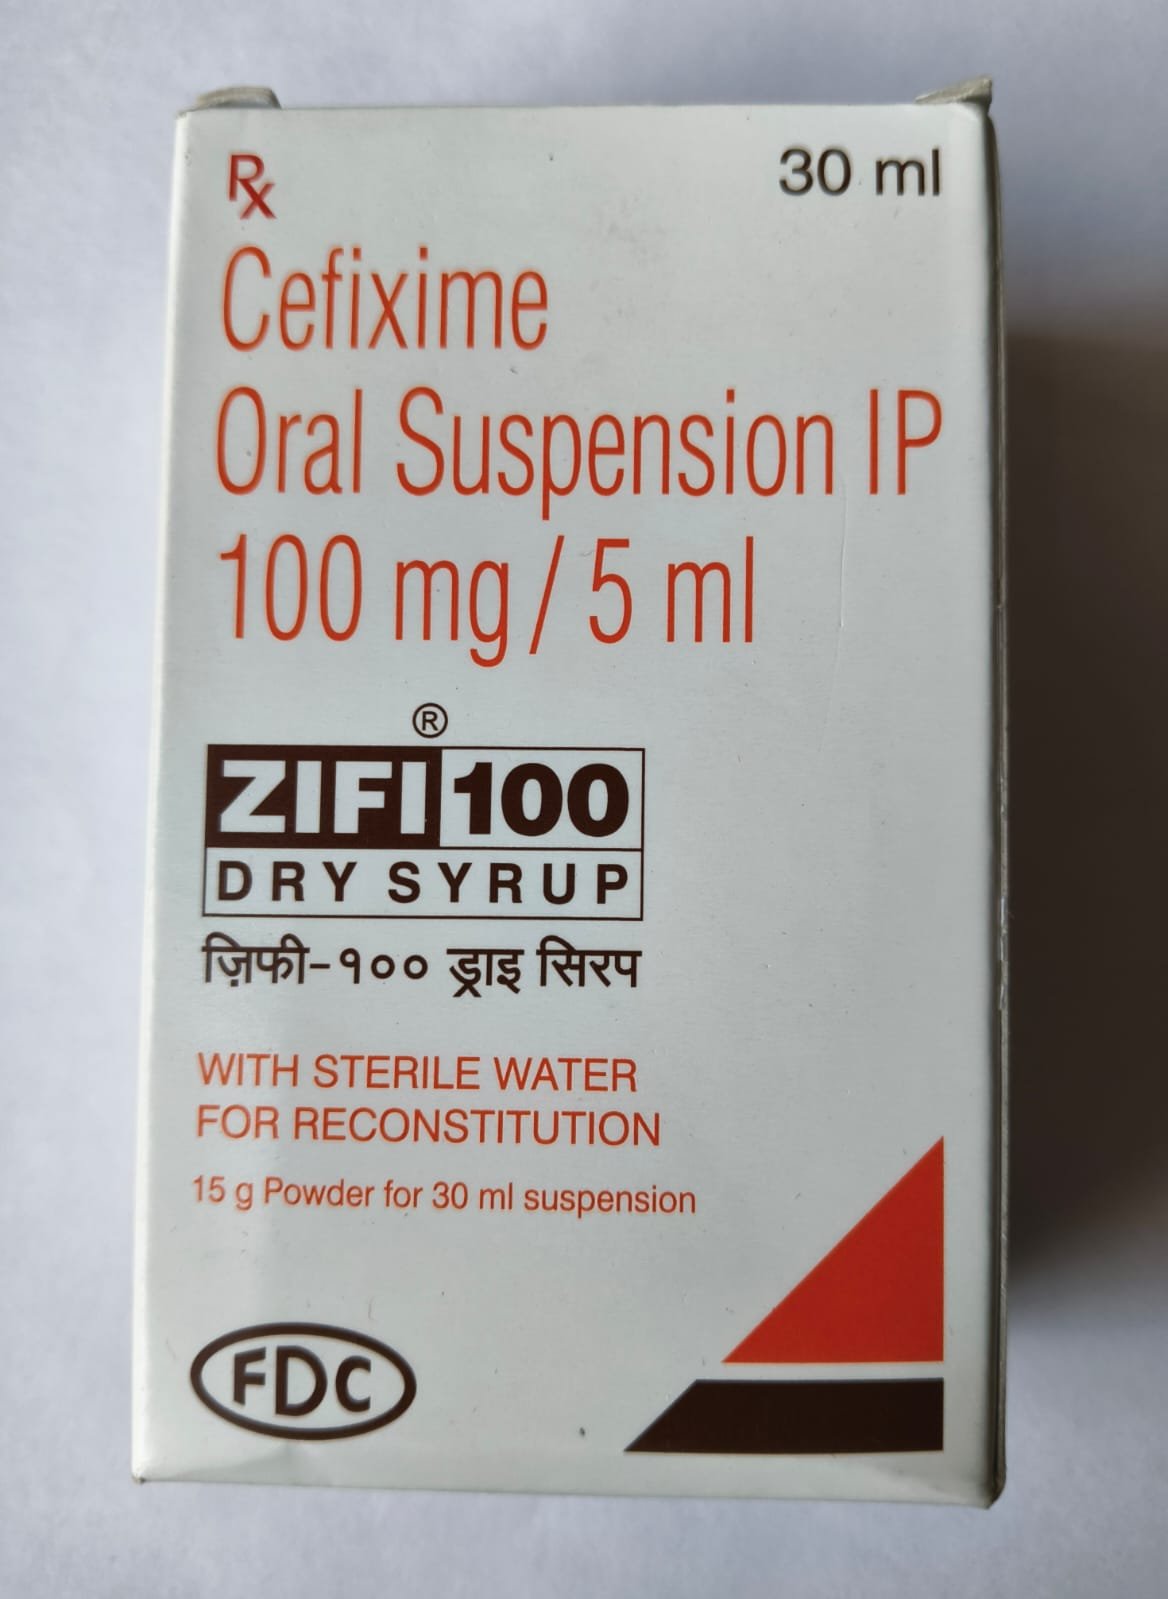 Rx
30 ml
Cefixime
Oral Suspension IP
100 mg / 5 ml
®
ZIFI 100
DRY SYRUP
ज़िफी-१०० ड्राइ सिरप
WITH STERILE WATER
FOR RECONSTITUTION
15 g Powder for 30 ml suspension
FDC